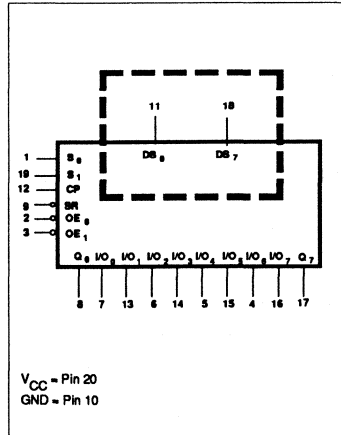 11 18
DS₀ DS₇
1 S₀
19 S₁
12 CP
9 SR
2 OE₀
3 OE₁
Q₀ I/O₀ I/O₁ I/O₂ I/O₃ I/O₄ I/O₅ I/O₆ I/O₇ Q₇
8 7 13 6 14 5 15 4 16 17
V_CC = Pin 20
GND = Pin 10